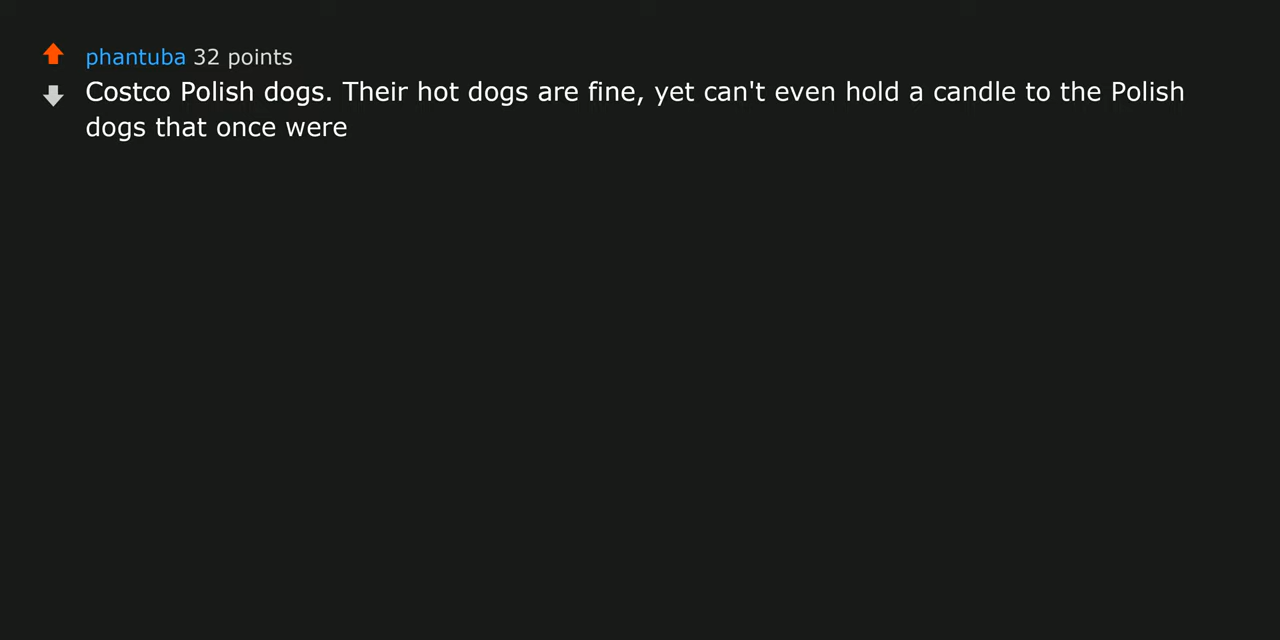 phantuba 32 points
Costco Polish dogs. Their hot dogs are fine, yet can't even hold a candle to the Polish
dogs that once were